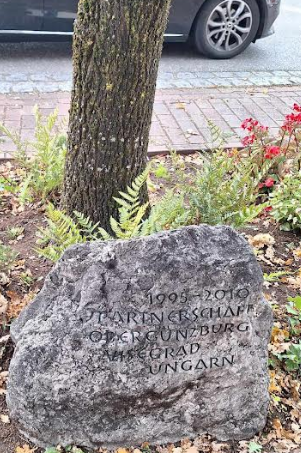 1995-2010
PARTNERSCHAFT
OBERGÜNZBURG
VISEGRAD
UNGARN